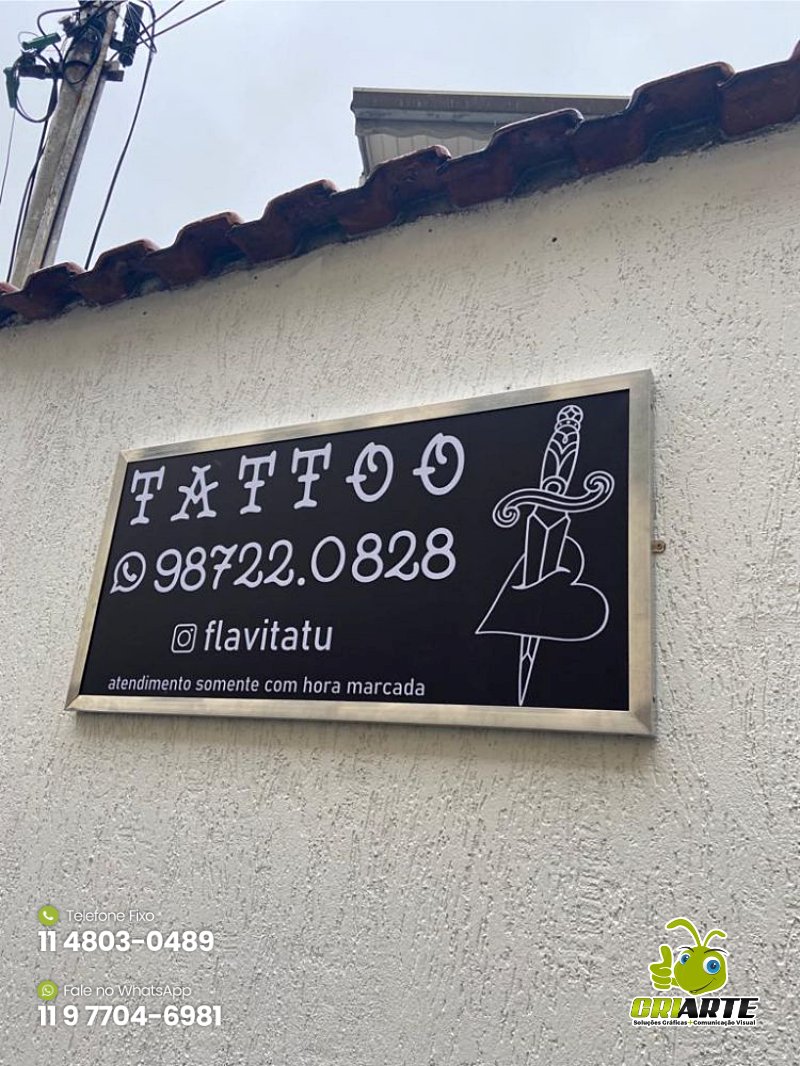 TATTOO
98722.0828
flavitatu
atendimento somente com hora marcada
Telefone Fixo
11 4803-0489
Fale no WhatsApp
11 9 7704-6981
CRIARTE
Soluções Gráficas+Comunicação Visual